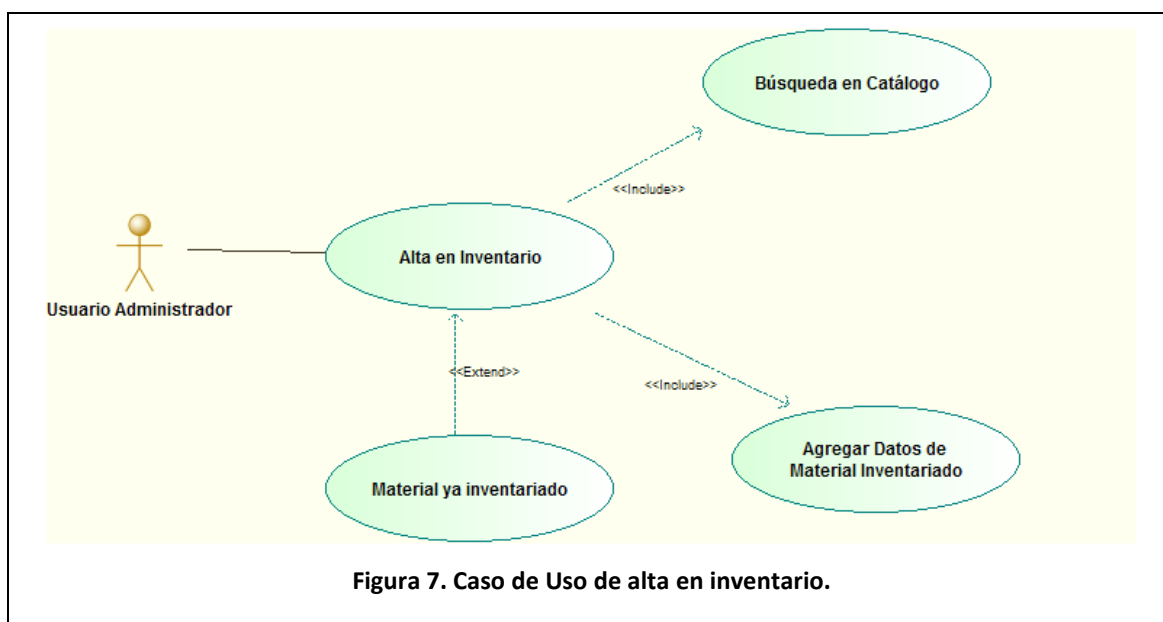 Búsqueda en Catálogo
<<Include>>
Alta en Inventario
Usuario Administrador
<<Extend>>
<<Include>>
Agregar Datos de
Material Inventariado
Material ya inventariado
Figura 7. Caso de Uso de alta en inventario.